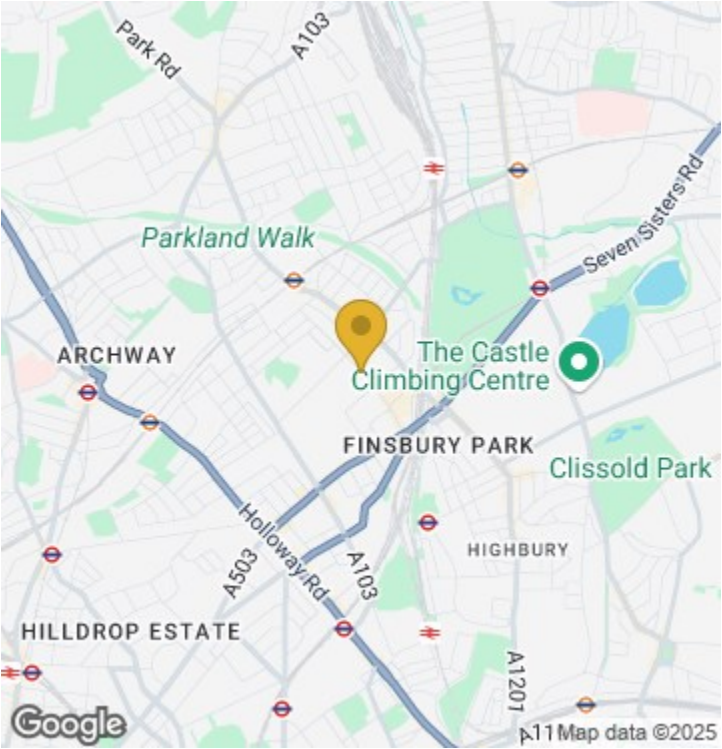 A103
Park Rd
Seven Sisters Rd
Parkland Walk
ARCHWAY
The Castle
Climbing Centre
FINSBURY PARK
Clissold Park
Holloway Rd
A503
A103
HIGHBURY
HILLDROP ESTATE
A1201
Google
Map data ©2025